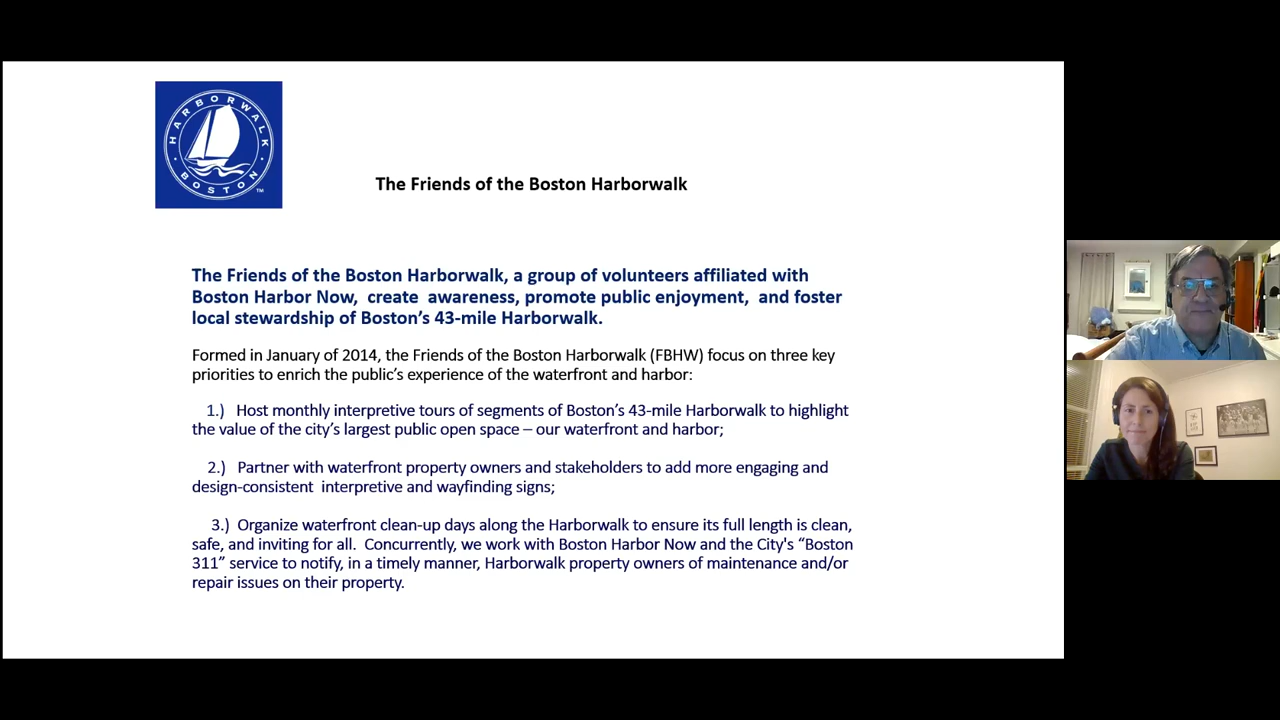 HARBORWALK
BOSTON™
The Friends of the Boston Harborwalk
The Friends of the Boston Harborwalk, a group of volunteers affiliated with
Boston Harbor Now,  create  awareness, promote public enjoyment,  and foster
local stewardship of Boston’s 43-mile Harborwalk.
Formed in January of 2014, the Friends of the Boston Harborwalk (FBHW) focus on three key
priorities to enrich the public’s experience of the waterfront and harbor:
1.)   Host monthly interpretive tours of segments of Boston’s 43-mile Harborwalk to highlight
the value of the city’s largest public open space – our waterfront and harbor;
2.)   Partner with waterfront property owners and stakeholders to add more engaging and
design-consistent  interpretive and wayfinding signs;
3.)  Organize waterfront clean-up days along the Harborwalk to ensure its full length is clean,
safe, and inviting for all.  Concurrently, we work with Boston Harbor Now and the City's “Boston
311” service to notify, in a timely manner, Harborwalk property owners of maintenance and/or
repair issues on their property.